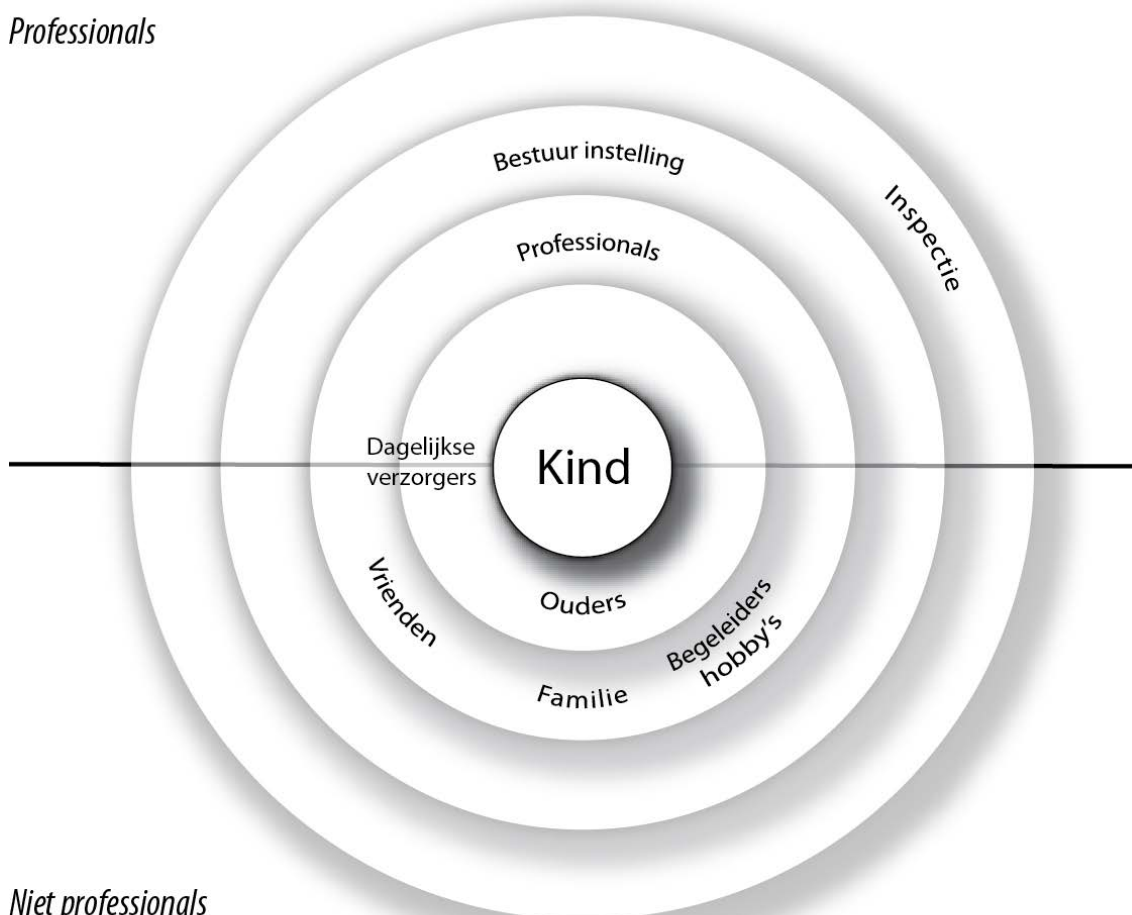 Professionals
Bestuur instelling
Inspectie
Professionals
Dagelijkse
verzorgers
Kind
Ouders
Vrienden
Begeleiders
hobby's
Familie
Niet professionals